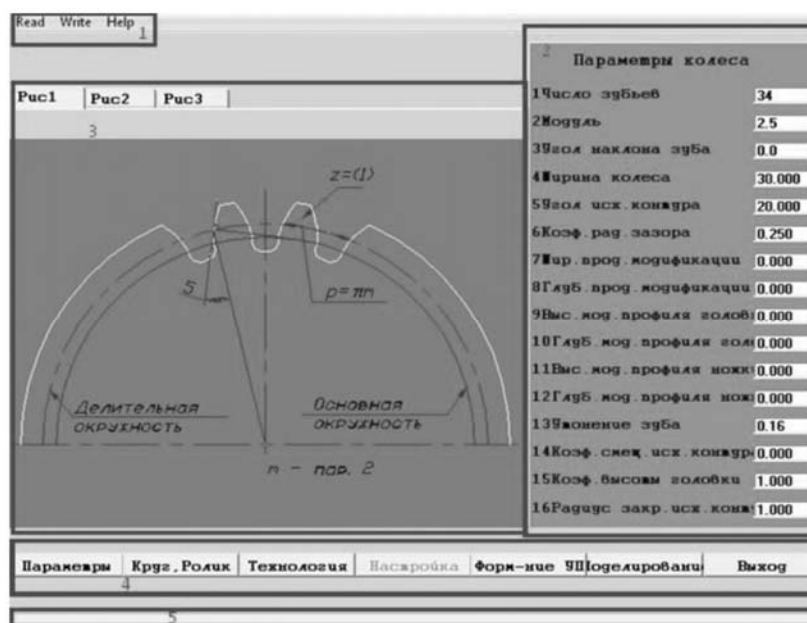 Read Write Help
1
2
Параметры колеса
Рис1 Рис2 Рис3
3
1Число зубьев 34
2Модуль 2.5
3Угол наклона зуба 0.0
4Ширина колеса 30.000
5Угол исх.контура 20.000
6Коэф.рад.зазора 0.250
7Шир.прод.модификации 0.000
8Глуб.прод.модификации 0.000
9Выс.мод.профиля голов 0.000
10Глуб.мод.профиля гол 0.000
11Выс.мод.профиля ножк 0.000
12Глуб.мод.профиля нож 0.000
13Утонение зуба 0.16
14Коэф.смещ.исх.контур 0.000
15Коэф.высоты головки 1.000
16Радиус закр.исх.конт 1.000
z=(1)
5
p=πm
Делительная окружность
Основная окружность
m - пар. 2
Параметры Круг,Ролик Технология Настройка Форм-ние УП Моделировани Выход
4
5